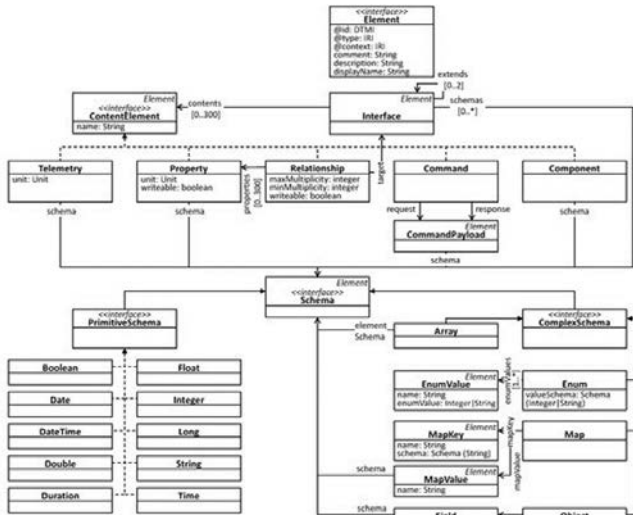 <<interface>>
Element
@id: DTMI
@type: IRI
@context: IRI
comment: String
description: String
displayName: String
extends
[0..2]
Element
<<interface>>
ContentElement
name: String
contents
[0..300]
Element
Interface
schemas
[0..*]
Telemetry
unit: Unit
schema
Property
unit: Unit
writeable: boolean
schema
properties
[0..300]
Relationship
maxMultiplicity: integer
minMultiplicity: integer
writeable: boolean
target
Command
request
response
Component
schema
Element
CommandPayload
schema
Element
<<interface>>
Schema
<<interface>>
PrimitiveSchema
<<interface>>
ComplexSchema
element
Schema
Array
Boolean
Float
Date
Integer
DateTime
Long
Double
String
Duration
Time
Element
EnumValue
name: String
enumValue: Integer|String
enumValues
[1..*]
Enum
valueSchema: Schema
(integer|String)
Element
MapKey
name: String
schema: Schema (String)
mapKey
Map
mapValue
schema
Element
MapValue
name: String
schema
Element